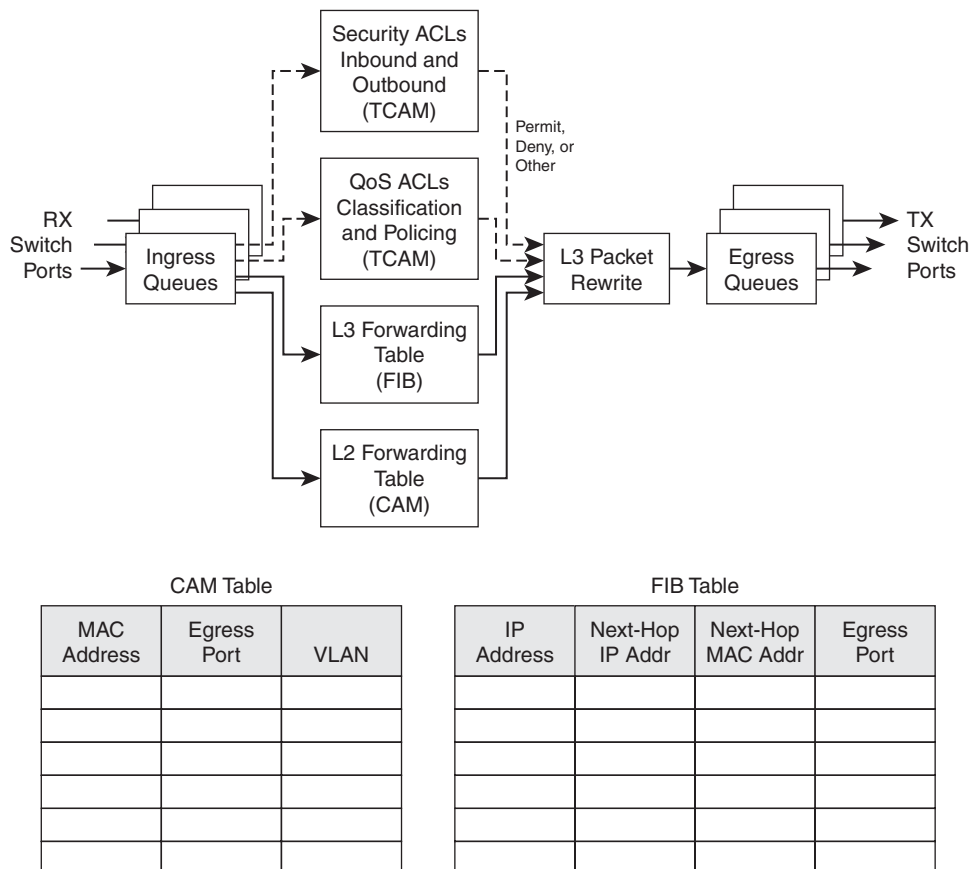 Security ACLs
Inbound and
Outbound
(TCAM)
Permit,
Deny, or
Other
QoS ACLs
Classification
and Policing
(TCAM)
RX
Switch
Ports
Ingress
Queues
L3 Packet
Rewrite
Egress
Queues
TX
Switch
Ports
L3 Forwarding
Table
(FIB)
L2 Forwarding
Table
(CAM)
CAM Table
MAC
Address
Egress
Port
VLAN
FIB Table
IP
Address
Next-Hop
IP Addr
Next-Hop
MAC Addr
Egress
Port